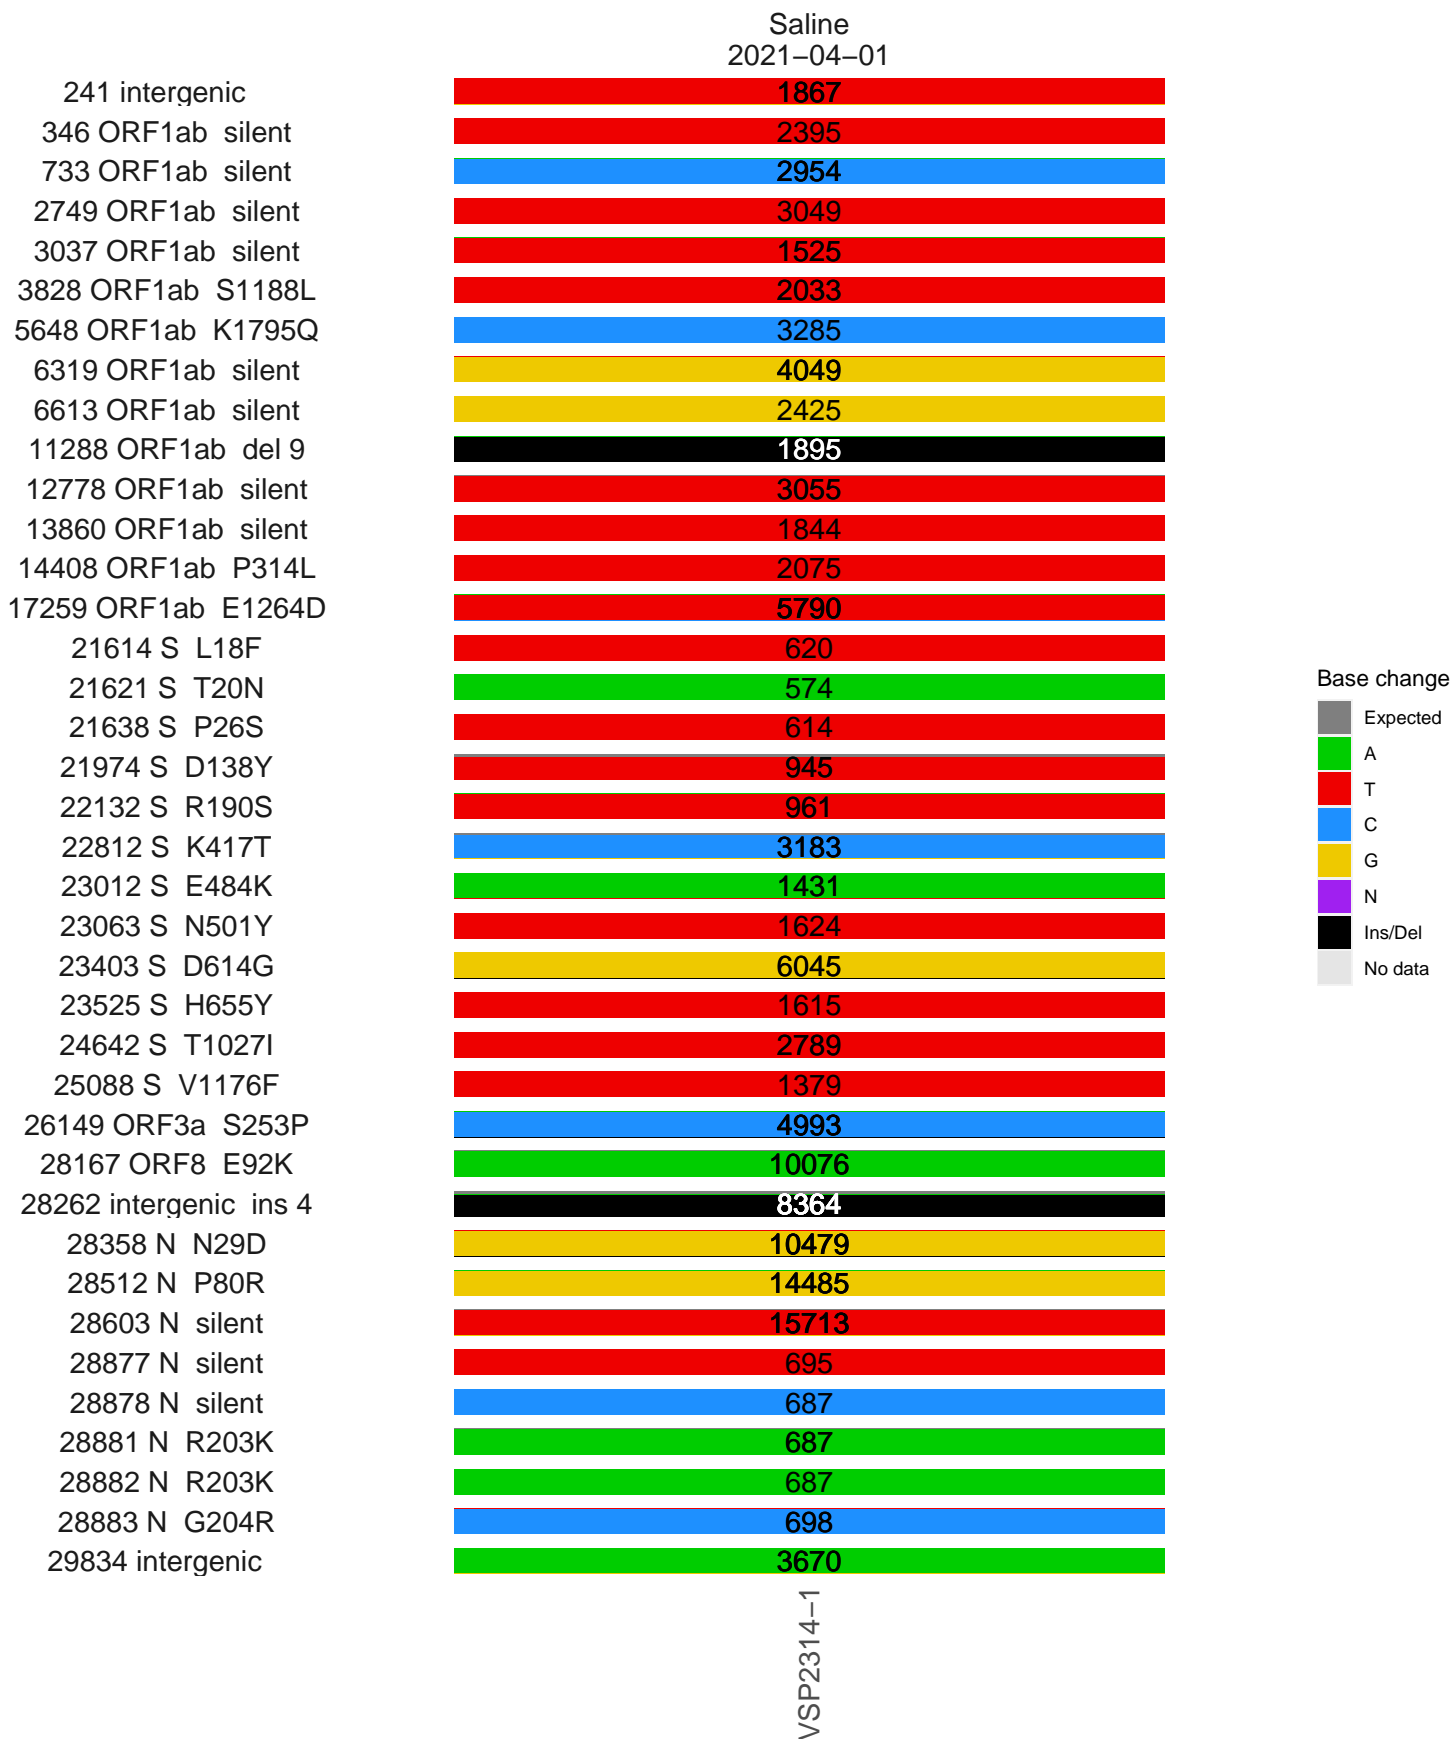 Saline
2021−04−01
241 intergenic 1867
346 ORF1ab silent 2395
733 ORF1ab silent 2954
2749 ORF1ab silent 3049
3037 ORF1ab silent 1525
3828 ORF1ab S1188L 2033
5648 ORF1ab K1795Q 3285
6319 ORF1ab silent 4049
6613 ORF1ab silent 2425
11288 ORF1ab del 9 1895
12778 ORF1ab silent 3055
13860 ORF1ab silent 1844
14408 ORF1ab P314L 2075
17259 ORF1ab E1264D 5790
21614 S L18F 620
21621 S T20N 574
21638 S P26S 614
21974 S D138Y 945
22132 S R190S 961
22812 S K417T 3183
23012 S E484K 1431
23063 S N501Y 1624
23403 S D614G 6045
23525 S H655Y 1615
24642 S T1027I 2789
25088 S V1176F 1379
26149 ORF3a S253P 4993
28167 ORF8 E92K 10076
28262 intergenic ins 4 8364
28358 N N29D 10479
28512 N P80R 14485
28603 N silent 15713
28877 N silent 695
28878 N silent 687
28881 N R203K 687
28882 N R203K 687
28883 N G204R 698
29834 intergenic 3670
VSP2314−1
Base change
Expected
A
T
C
G
N
Ins/Del
No data